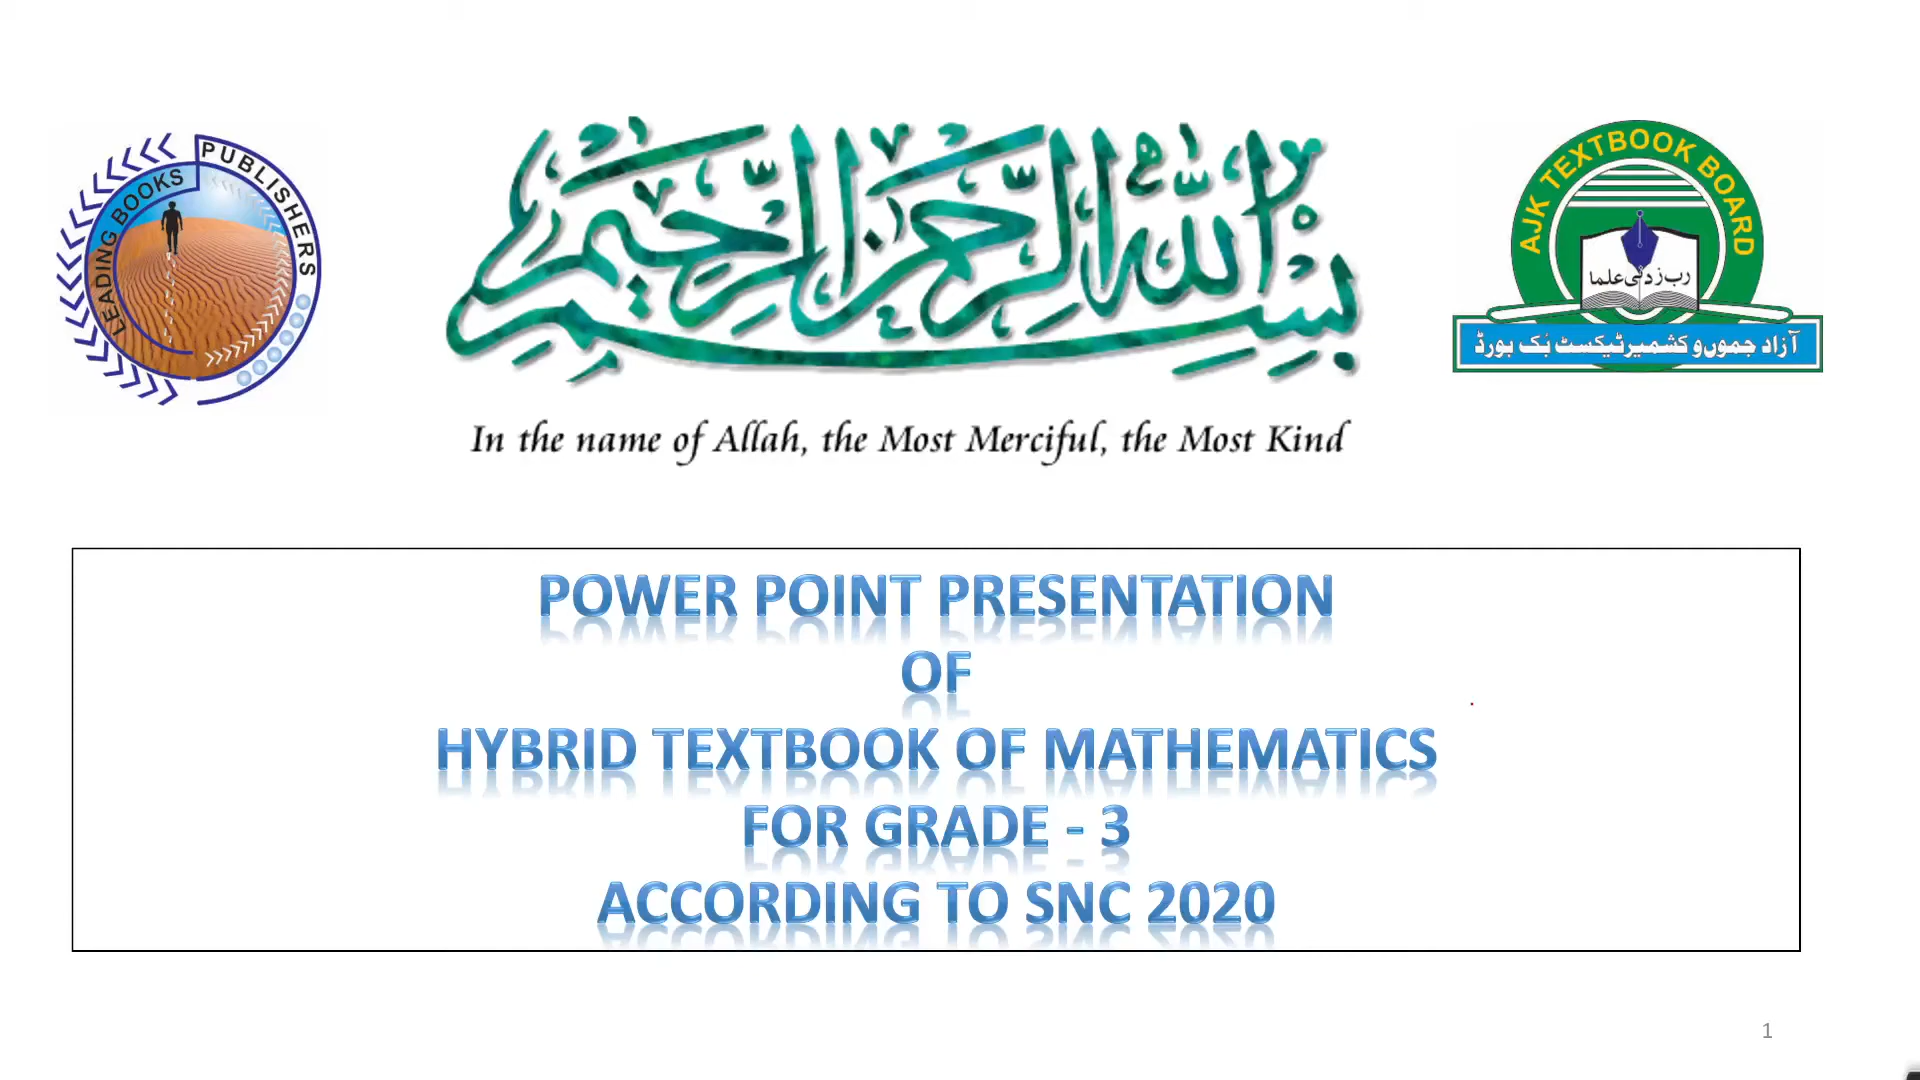 LEADING BOOKS PUBLISHERS
بسم الله الرحمن الرحيم
AJK TEXTBOOK BOARD
رب زدنی علما
آزاد جموں و کشمیر ٹیکسٹ بُک بورڈ
In the name of Allah, the Most Merciful, the Most Kind
POWER POINT PRESENTATION
OF
HYBRID TEXTBOOK OF MATHEMATICS
FOR GRADE - 3
ACCORDING TO SNC 2020
1